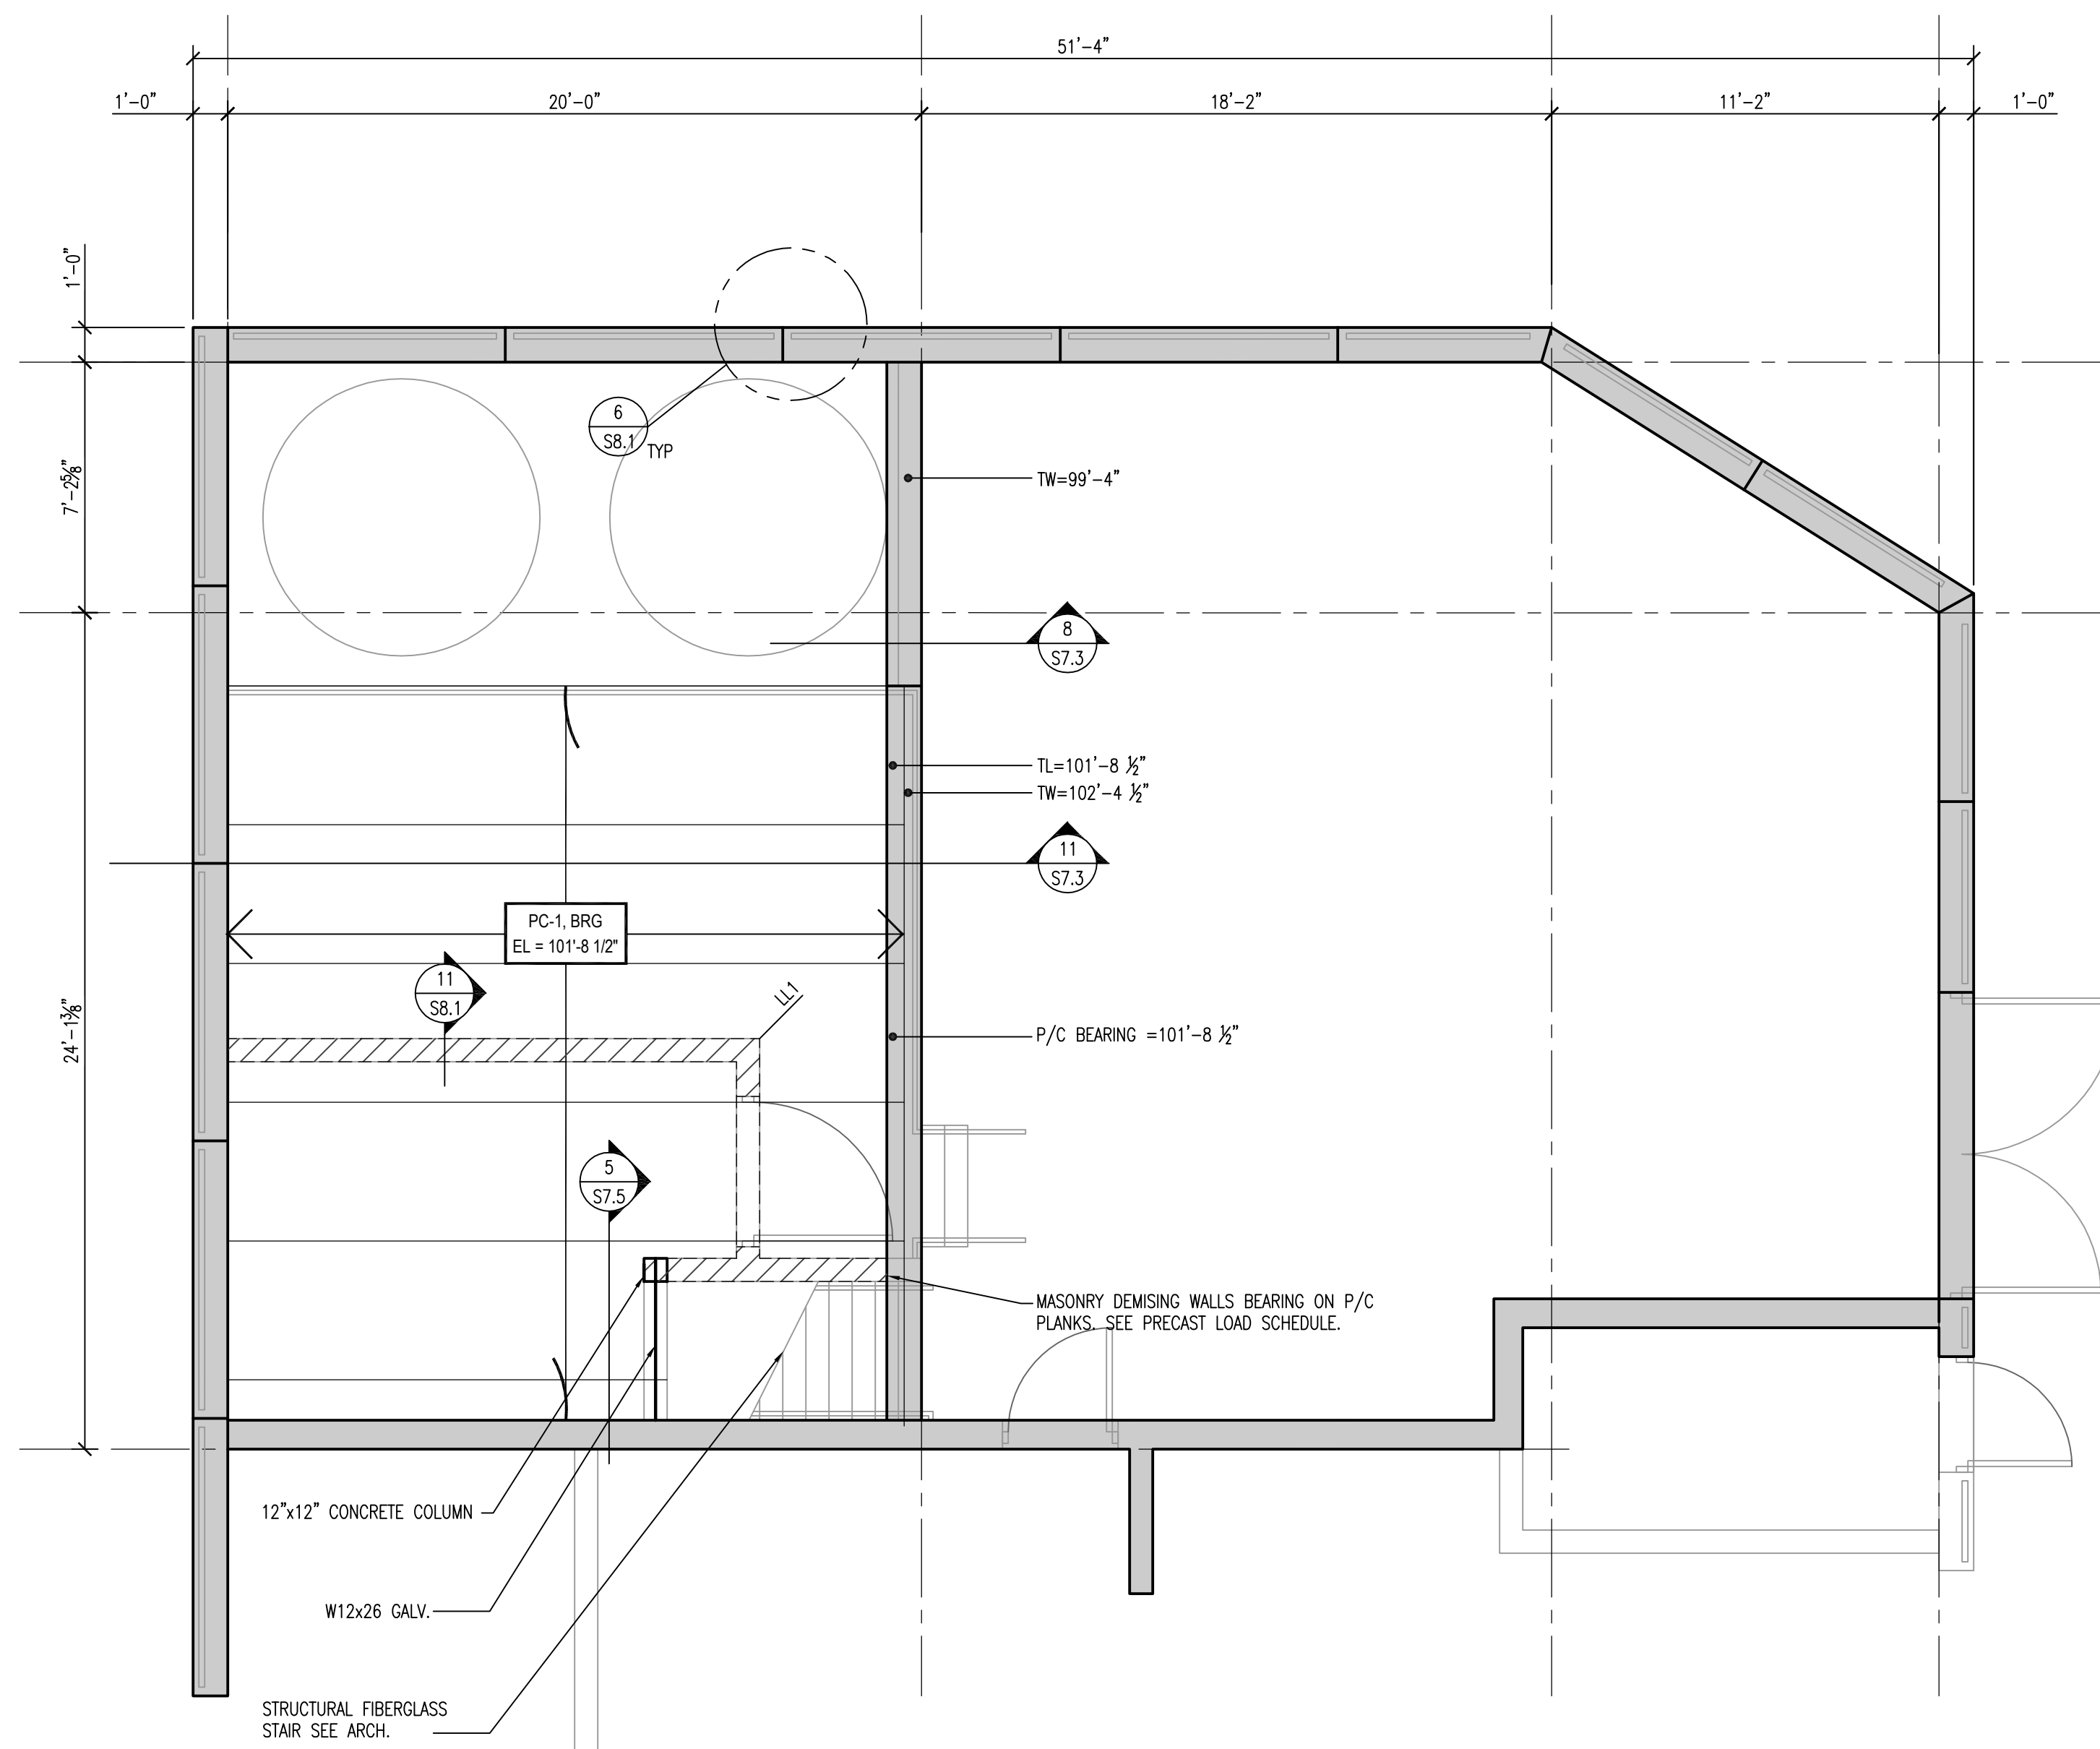 51'-4"
1'-0"
20'-0"
18'-2"
11'-2"
1'-0"
1'-0"
7'-2⅝"
24'-1⅜"
6
S8.1
TYP
TW=99'-4"
8
S7.3
TL=101'-8 ½"
TW=102'-4 ½"
11
S7.3
PC-1, BRG
EL = 101'-8 1/2"
11
S8.1
LL1
P/C BEARING =101'-8 ½"
5
S7.5
MASONRY DEMISING WALLS BEARING ON P/C
PLANKS. SEE PRECAST LOAD SCHEDULE.
12"x12" CONCRETE COLUMN
W12x26 GALV.
STRUCTURAL FIBERGLASS
STAIR SEE ARCH.